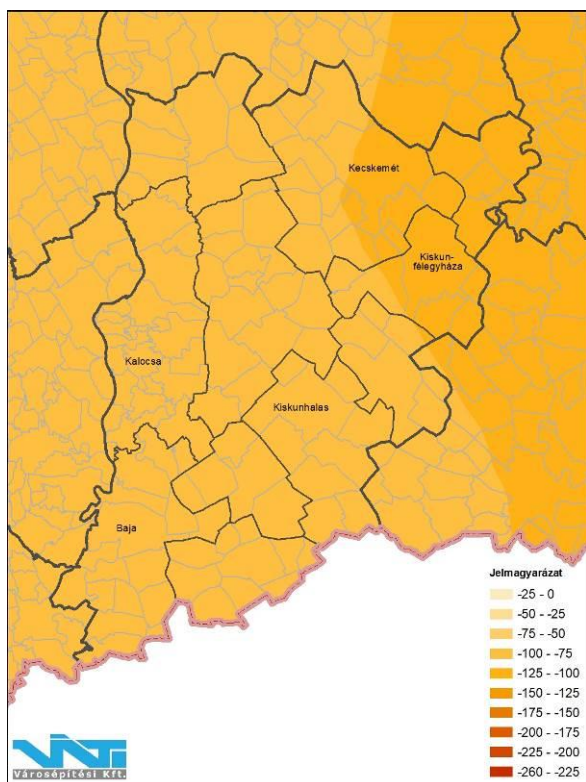 Kecskemét
Kiskun-
félegyháza
Kalocsa
Kiskunhalas
Baja
Jelmagyarázat
-25 - 0
-50 - -25
-75 - -50
-100 - -75
-125 - -100
-150 - -125
-175 - -150
-200 - -175
-225 - -200
-260 - -225
VÁTI
Városépítési Kft.